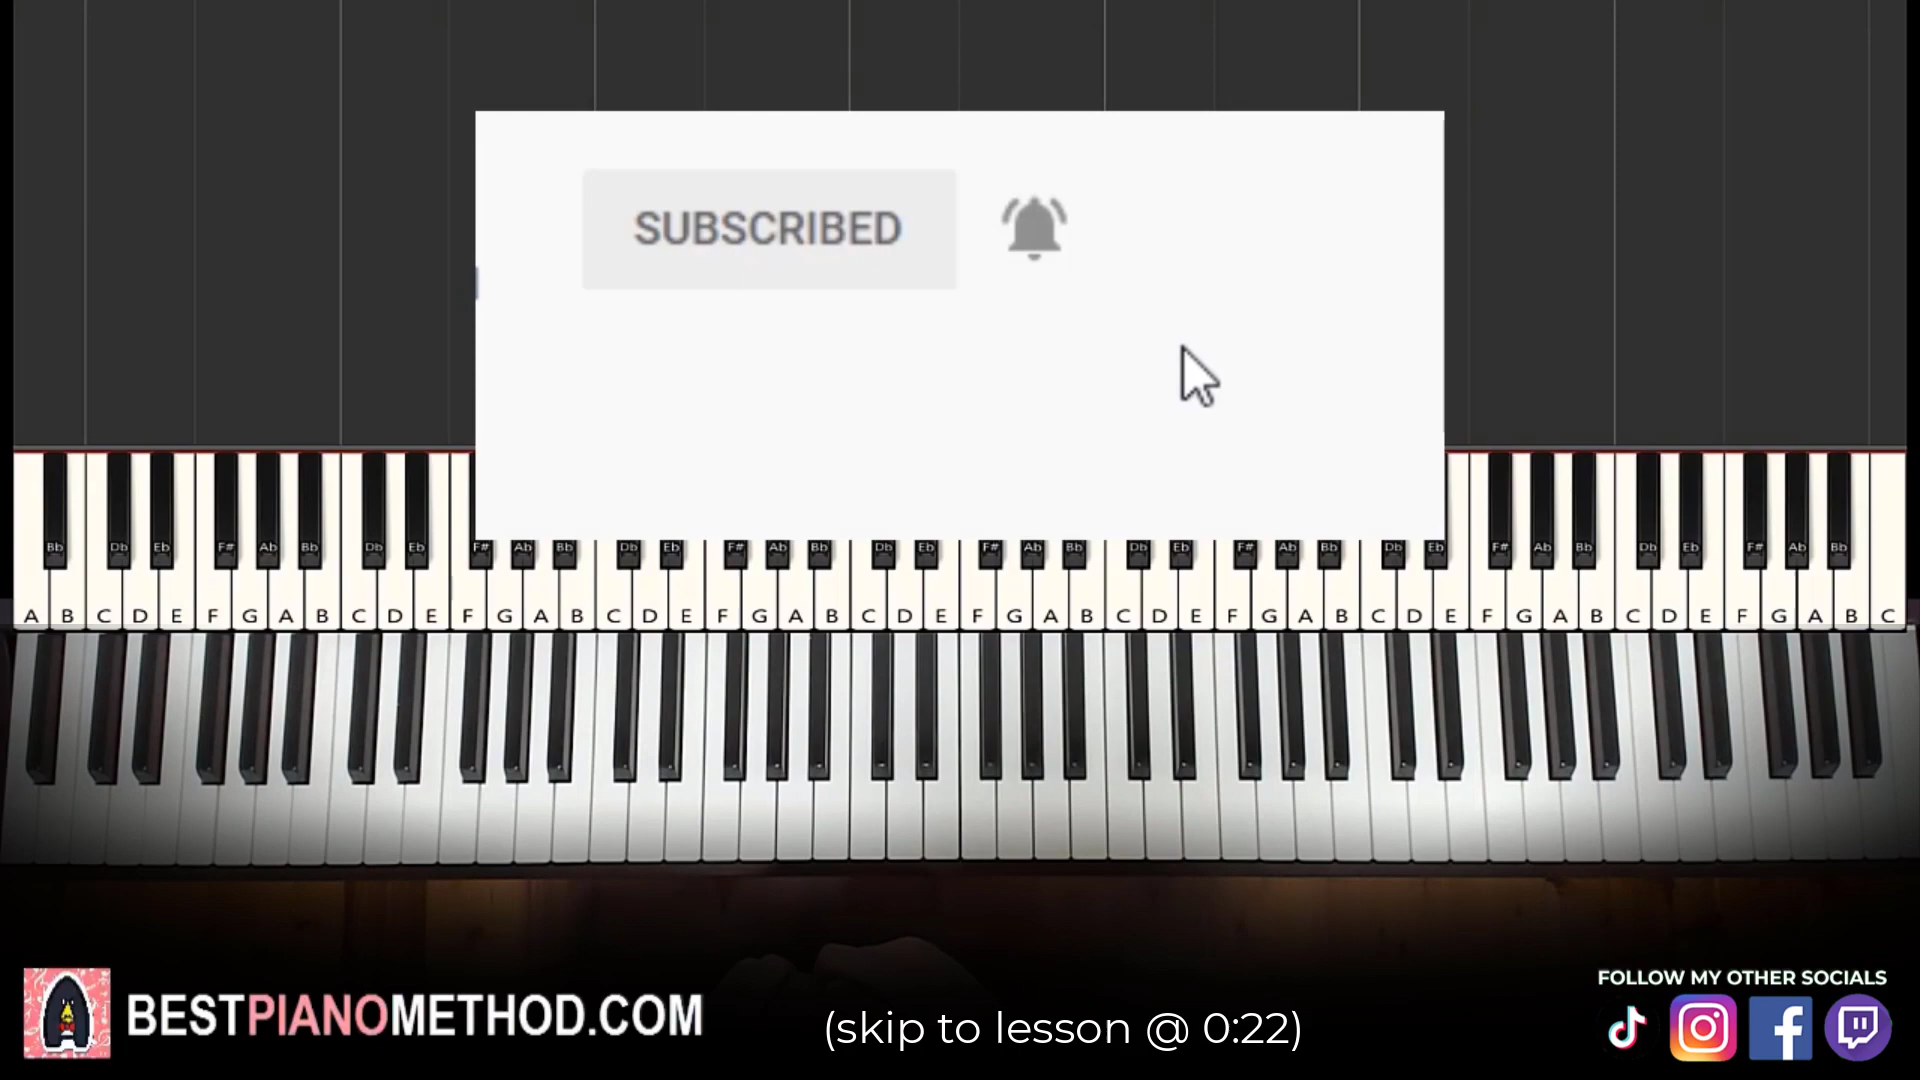 SUBSCRIBED
Bb Db Eb F# Ab Bb Db Eb F# Ab Bb Db Eb F# Ab Bb Db Eb F# Ab Bb Db Eb F# Ab Bb Db Eb F# Ab Bb Db Eb F# Ab Bb
A B C D E F G A B C D E F G A B C D E F G A B C D E F G A B C D E F G A B C D E F G A B C D E F G A B C
FOLLOW MY OTHER SOCIALS
BESTPIANOMETHOD.COM
(skip to lesson @ 0:22)